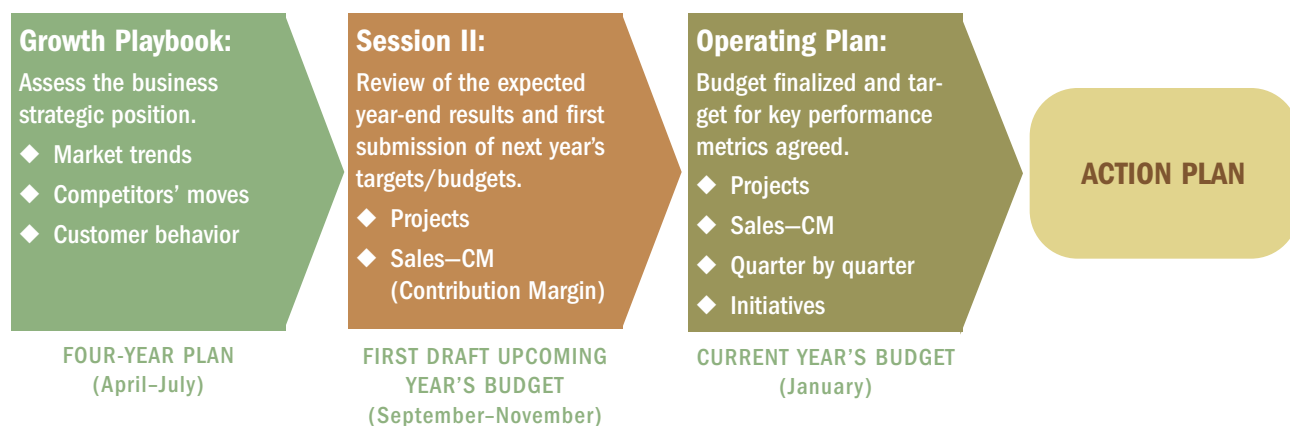 Growth Playbook:
Assess the business
strategic position.
◆ Market trends
◆ Competitors’ moves
◆ Customer behavior
FOUR-YEAR PLAN
(April–July)
Session II:
Review of the expected
year-end results and first
submission of next year’s
targets/budgets.
◆ Projects
◆ Sales—CM
(Contribution Margin)
FIRST DRAFT UPCOMING
YEAR’S BUDGET
(September–November)
Operating Plan:
Budget finalized and tar-
get for key performance
metrics agreed.
◆ Projects
◆ Sales—CM
◆ Quarter by quarter
◆ Initiatives
CURRENT YEAR’S BUDGET
(January)
ACTION PLAN